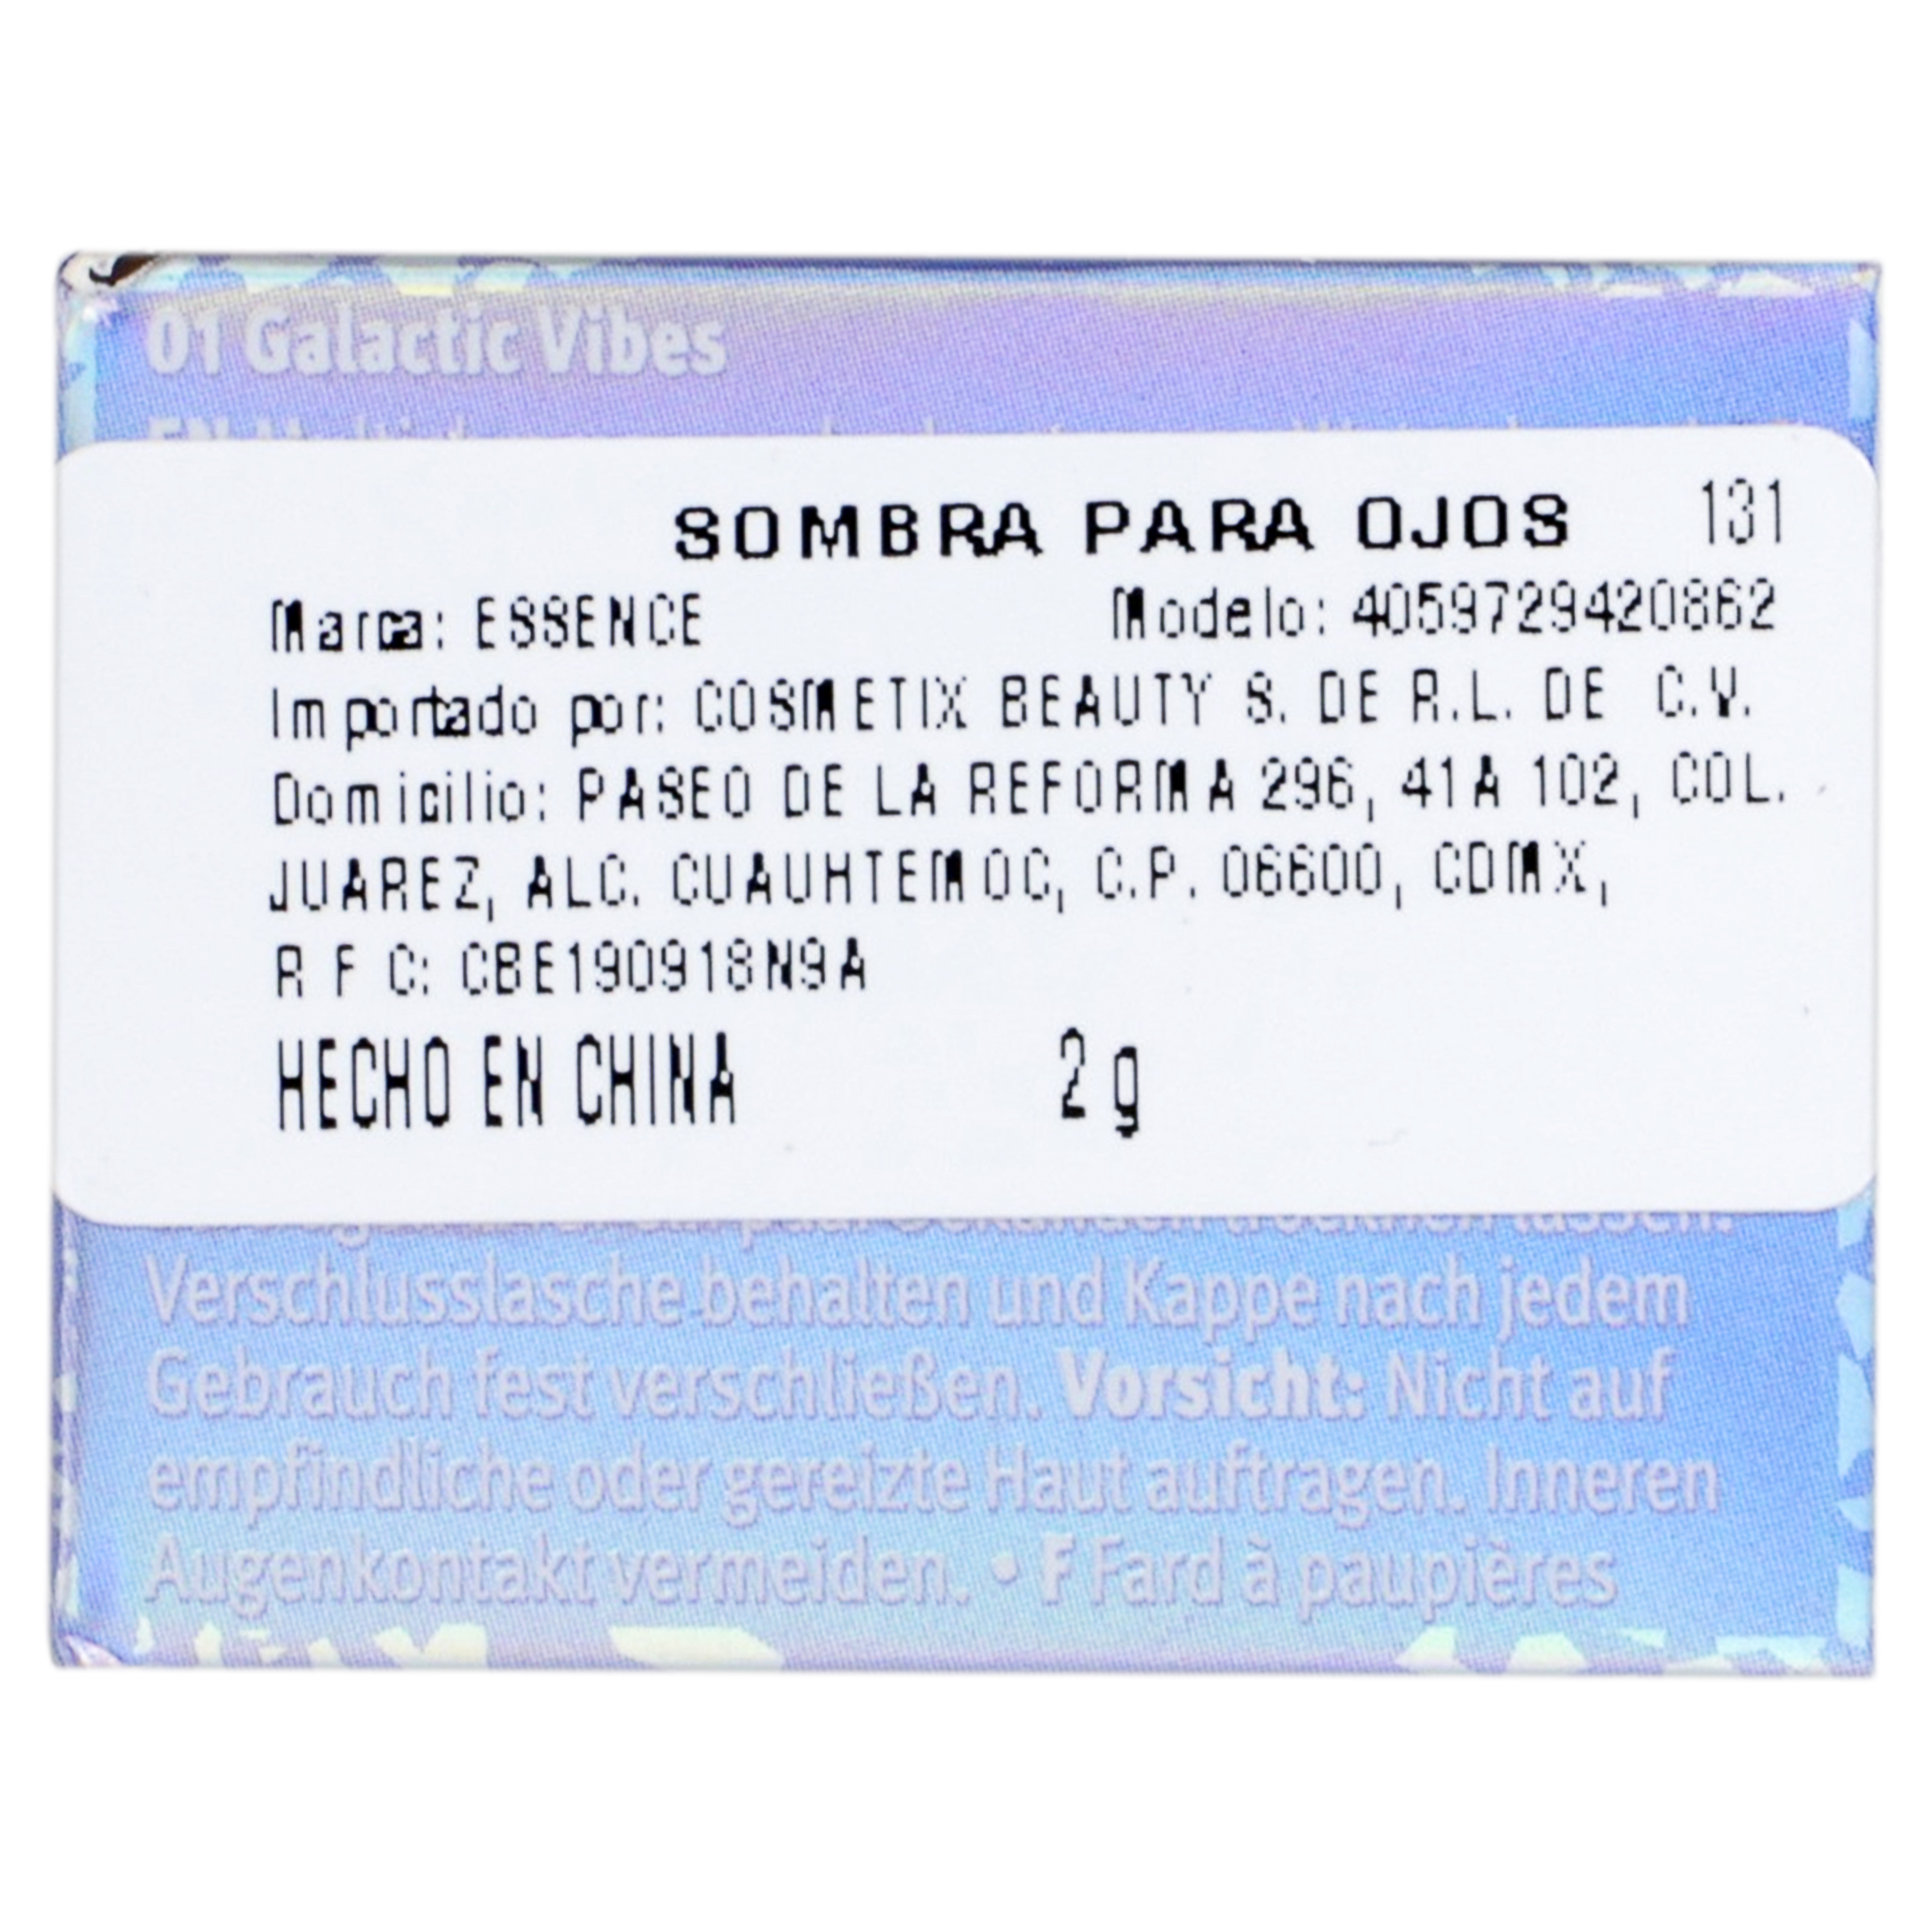 01 Galactic Vibes
SOMBRA PARA OJOS 131
Marca: ESSENCE Modelo: 4059729420862
Importado por: COSMETIX BEAUTY S. DE R.L. DE C.V.
Domicilio: PASEO DE LA REFORMA 296, 41A 102, COL.
JUAREZ, ALC. CUAUHTEMOC, C.P. 06600, CDMX,
R F C: CBE190918N9A
HECHO EN CHINA 2 g
trocknen lassen.
Verschlusslasche behalten und Kappe nach jedem
Gebrauch fest verschließen. Vorsicht: Nicht auf
empfindliche oder gereizte Haut auftragen. Inneren
Augenkontakt vermeiden. • F Fard à paupières